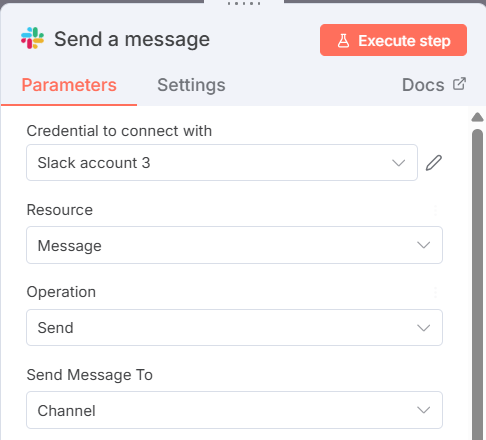 Send a message
Execute step
Parameters
Settings
Docs
Credential to connect with
Slack account 3
Resource
Message
Operation
Send
Send Message To
Channel